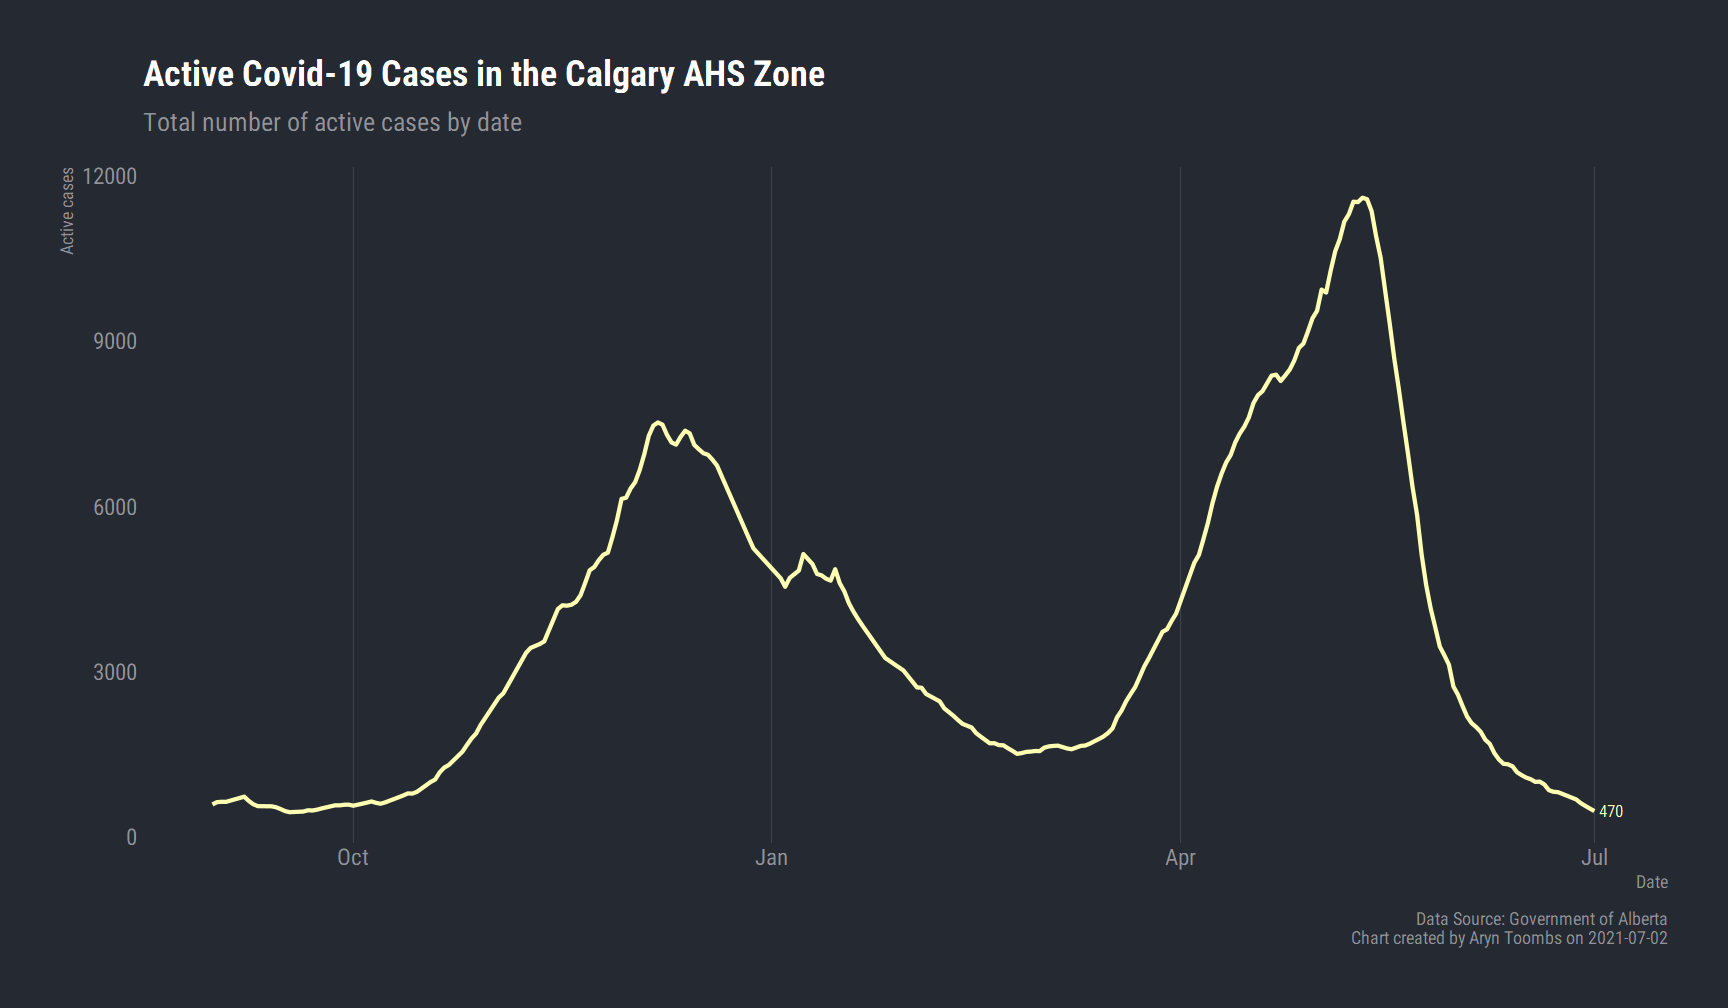 Active Covid-19 Cases in the Calgary AHS Zone
Total number of active cases by date
Active cases
12000
9000
6000
3000
0
470
Oct
Jan
Apr
Jul
Date
Data Source: Government of Alberta
Chart created by Aryn Toombs on 2021-07-02